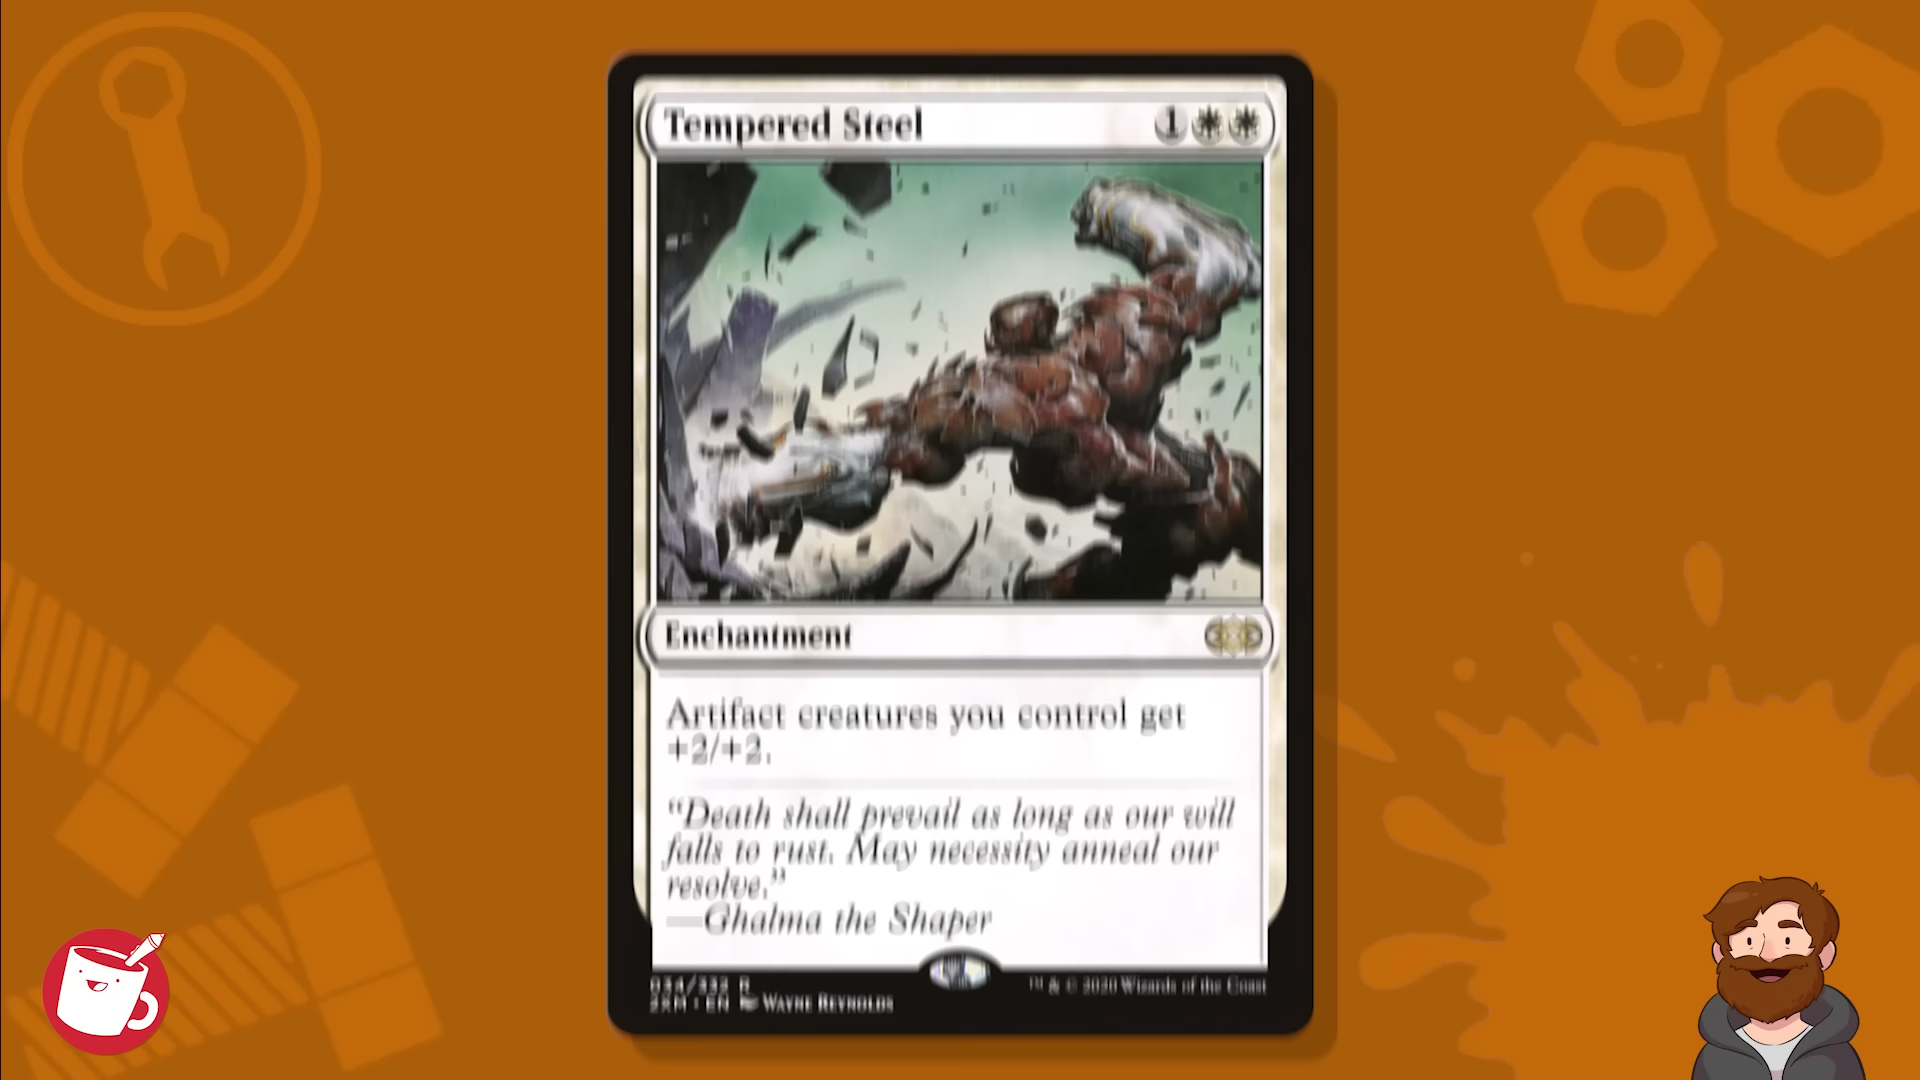 Tempered Steel 1
Enchantment
Artifact creatures you control get
+2/+2.
“Death shall prevail as long as our will
falls to rust. May necessity anneal our
resolve.”
—Ghalma the Shaper
034/332 R
2XM • EN Wayne Reynolds
™ & © 2020 Wizards of the Coast